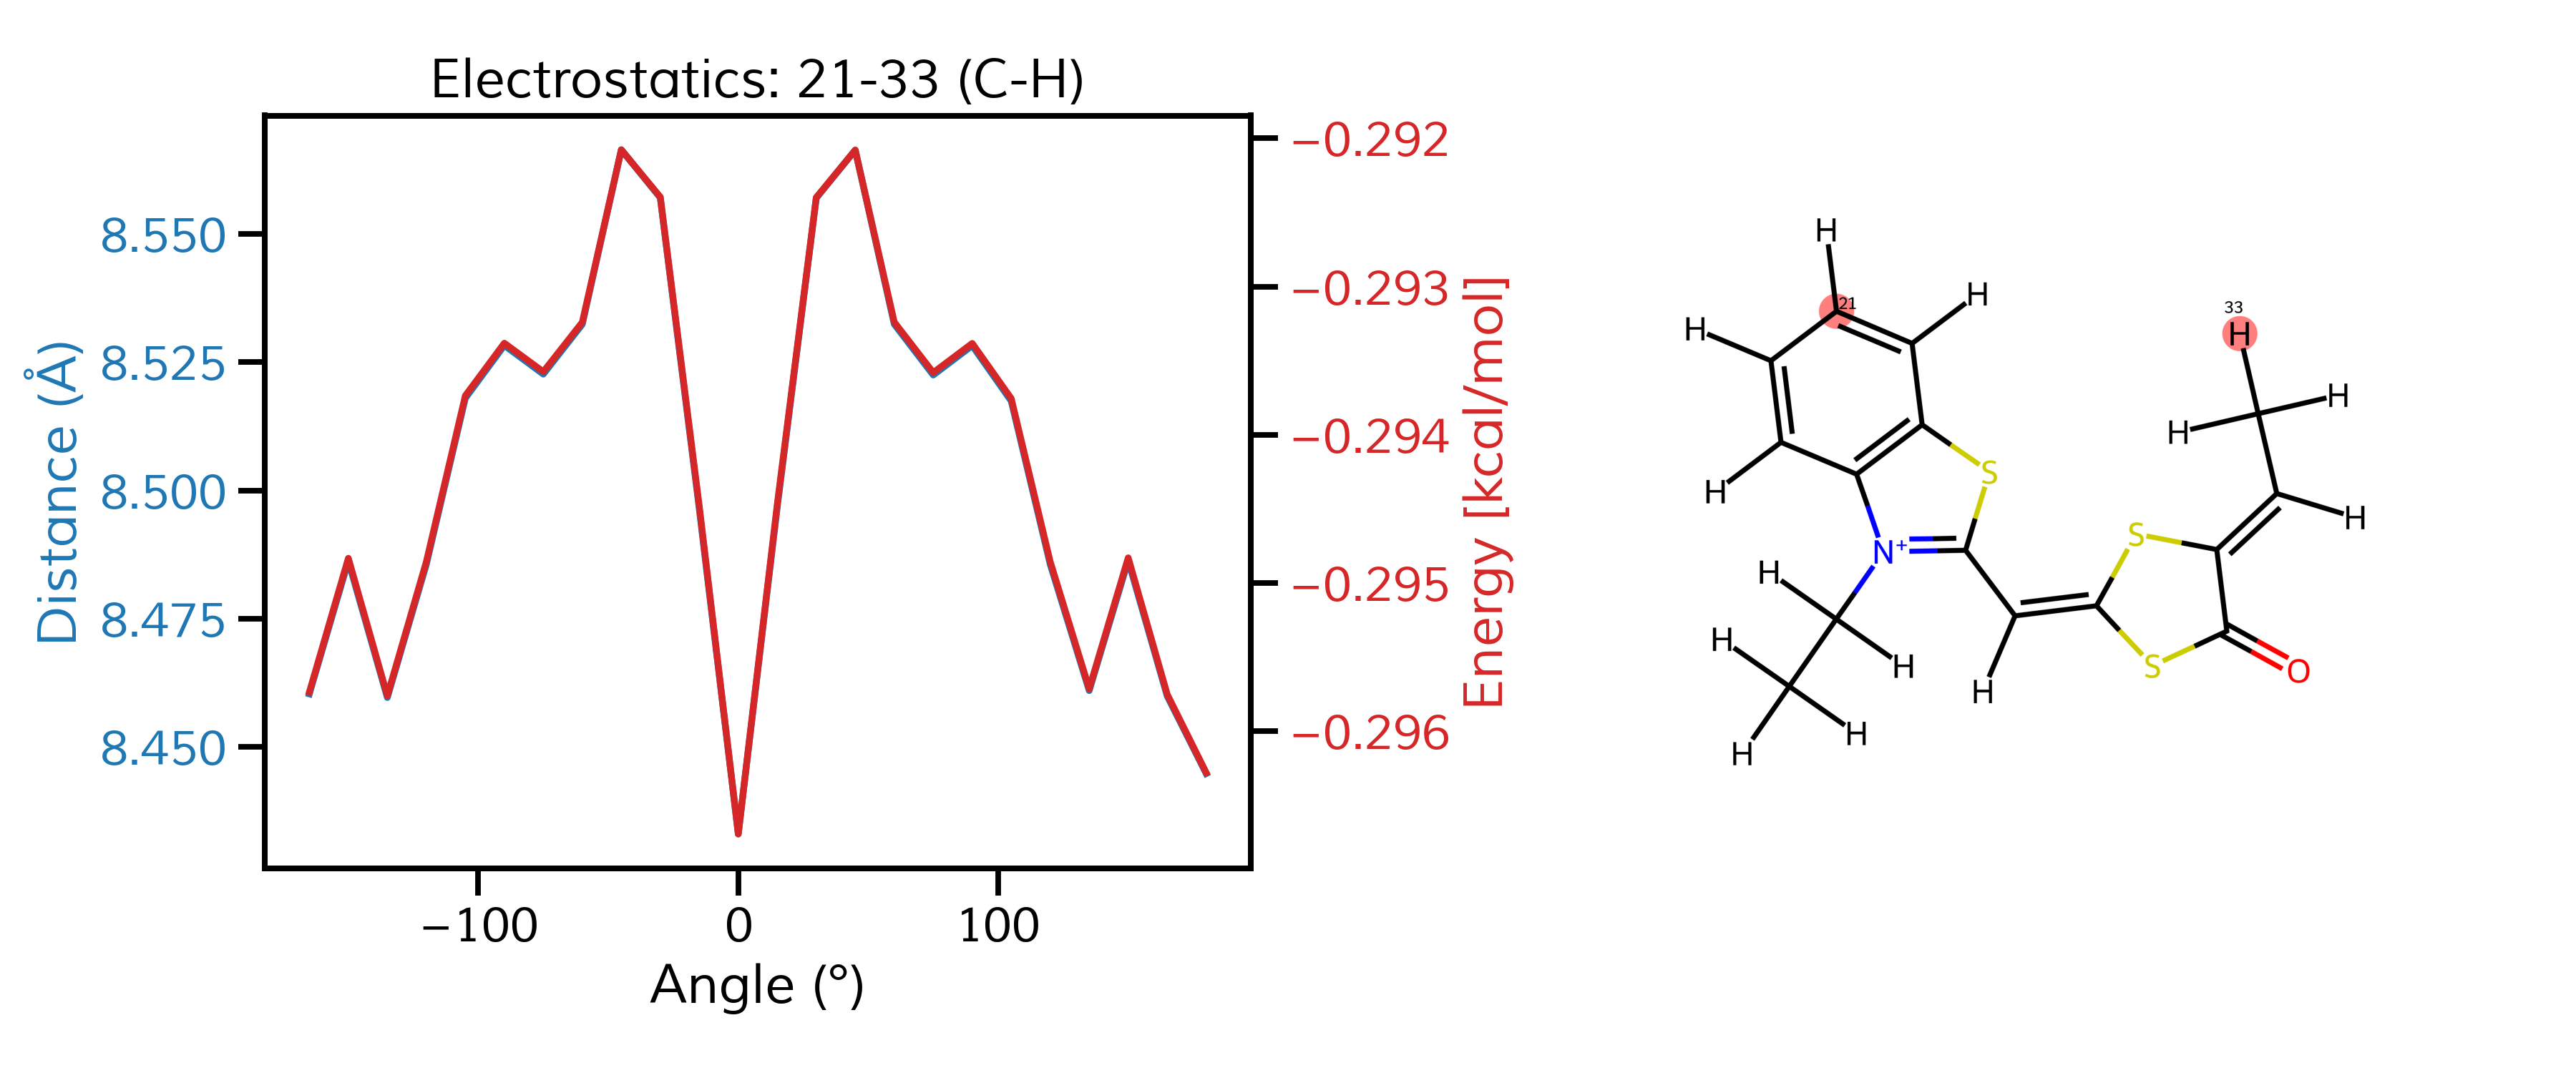 Electrostatics: 21-33 (C-H)
Distance (Å)
8.550
8.525
8.500
8.475
8.450
−100
0
100
Angle (°)
−0.292
−0.293
−0.294
−0.295
−0.296
Energy [kcal/mol]
H
H
21
H
33
H
H
H
H
H
S
H
S
N+
H
H
H
S
O
H
H
H
H